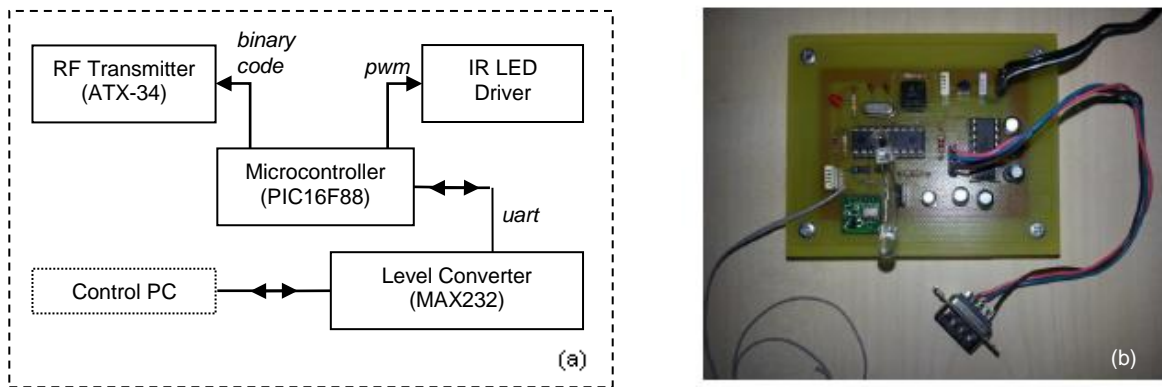 RF Transmitter
(ATX-34)
binary
code
pwm
IR LED
Driver
Microcontroller
(PIC16F88)
uart
Level Converter
(MAX232)
Control PC
(a)
(b)